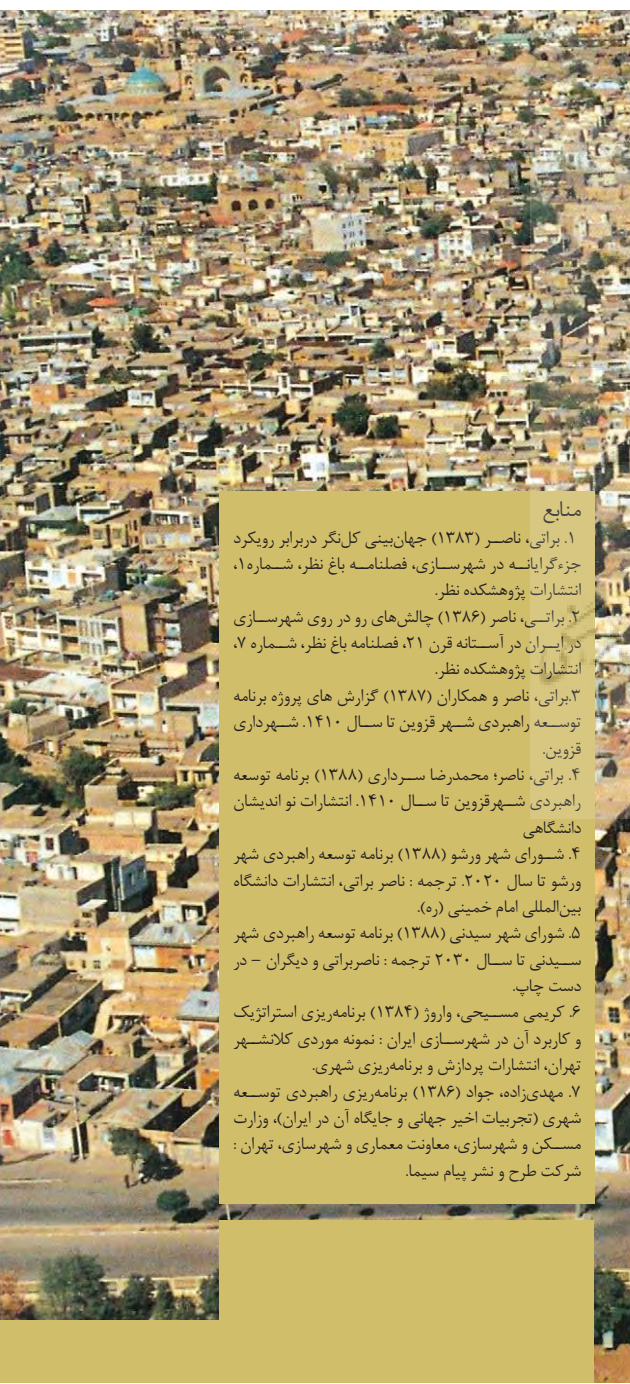 منابع
۱. براتی، ناصر (۱۳۸۳) جهان‌بینی کل‌نگر دربرابر رویکرد
جزء‌گرایانه در شهرسازی، فصلنامه باغ نظر، شماره۱،
انتشارات پژوهشکده نظر.
۲. براتی، ناصر (۱۳۸۶) چالش‌های رو در روی شهرسازی
در ایران در آستانه قرن ۲۱، فصلنامه باغ نظر، شماره ۷،
انتشارات پژوهشکده نظر.
۳.براتی، ناصر و همکاران (۱۳۸۷) گزارش های پروژه برنامه
توسعه راهبردی شهر قزوین تا سال ۱۴۱۰. شهرداری
قزوین.
۴. براتی، ناصر؛ محمدرضا سرداری (۱۳۸۸) برنامه توسعه
راهبردی شهرقزوین تا سال ۱۴۱۰. انتشارات نو اندیشان
دانشگاهی
۴. شورای شهر ورشو (۱۳۸۸) برنامه توسعه راهبردی شهر
ورشو تا سال ۲۰۲۰. ترجمه : ناصر براتی، انتشارات دانشگاه
بین‌المللی امام خمینی (ره).
۵. شورای شهر سیدنی (۱۳۸۸) برنامه توسعه راهبردی شهر
سیدنی تا سال ۲۰۳۰ ترجمه : ناصربراتی و دیگران – در
دست چاپ.
۶. کریمی مسیحی، واروژ (۱۳۸۴) برنامه‌ریزی استراتژیک
و کاربرد آن در شهرسازی ایران : نمونه موردی کلانشهر
تهران، انتشارات پردازش و برنامه‌ریزی شهری.
۷. مهدی‌زاده، جواد (۱۳۸۶) برنامه‌ریزی راهبردی توسعه
شهری (تجربیات اخیر جهانی و جایگاه آن در ایران)، وزارت
مسکن و شهرسازی، معاونت معماری و شهرسازی، تهران :
شرکت طرح و نشر پیام سیما.